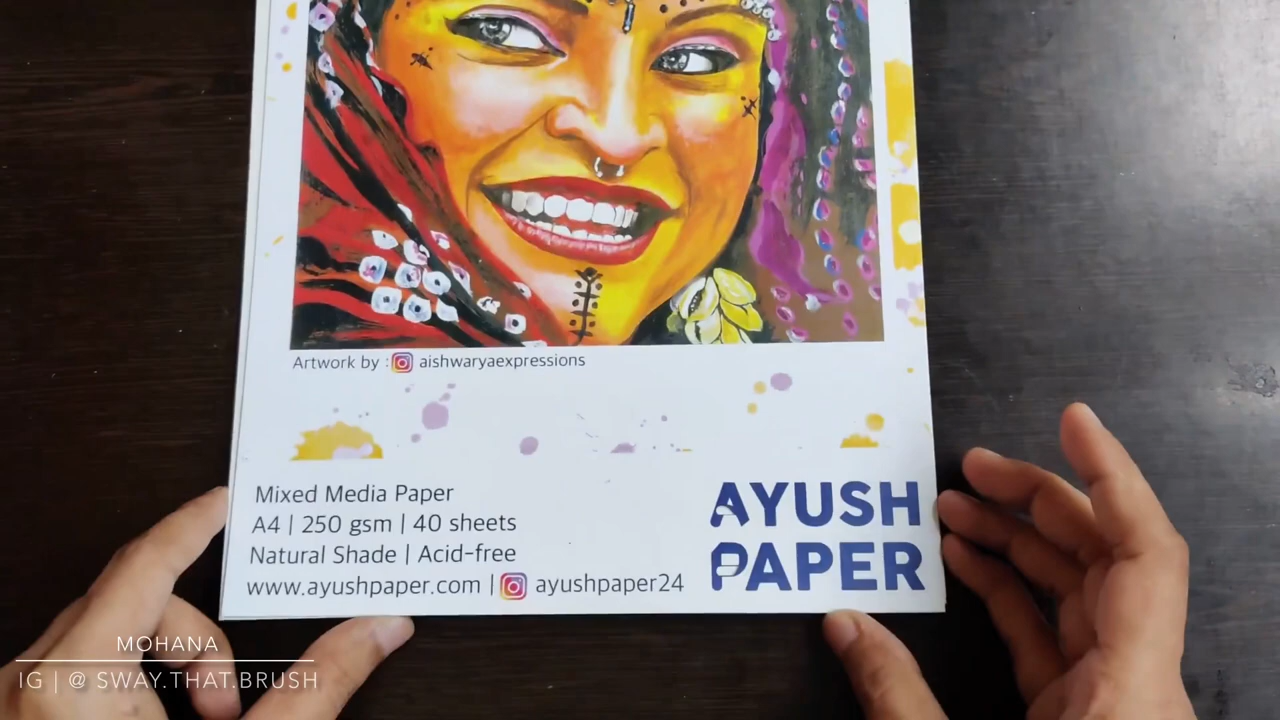 Artwork by : aishwaryaexpressions
Mixed Media Paper
A4 | 250 gsm | 40 sheets
Natural Shade | Acid-free
www.ayushpaper.com | ayushpaper24
AYUSH
PAPER
MOHANA
IG | @ SWAY.THAT.BRUSH